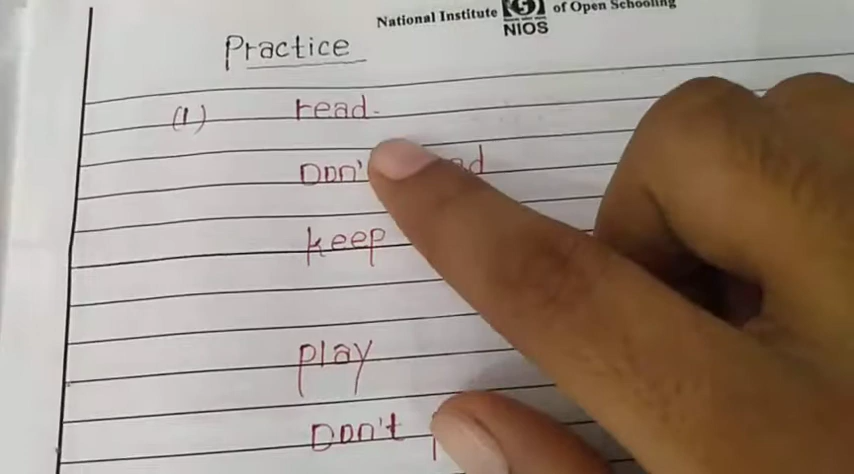 National Institute of Open Schooling
NIOS
Practice
(1) read.
Don'
keep
play
Don't